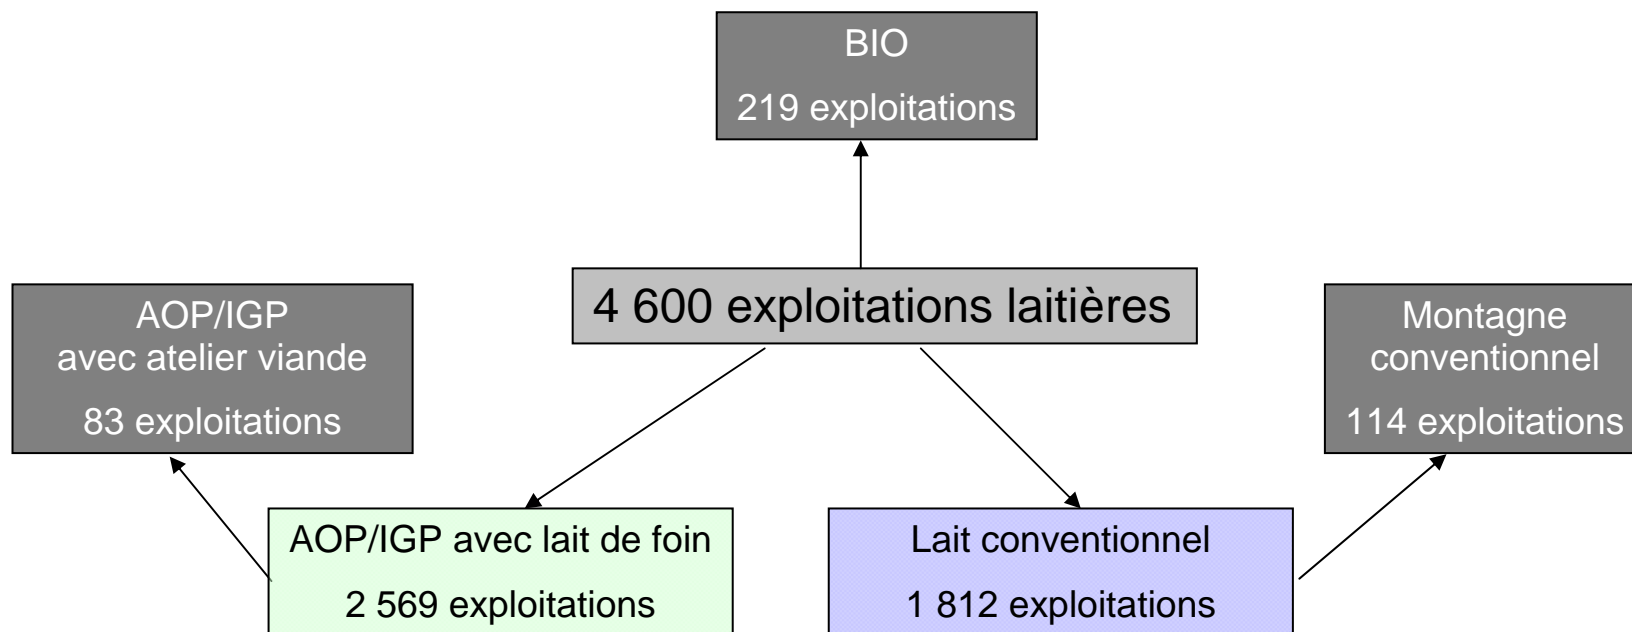 BIO
219 exploitations
4 600 exploitations laitières
AOP/IGP
avec atelier viande
83 exploitations
Montagne
conventionnel
114 exploitations
AOP/IGP avec lait de foin
2 569 exploitations
Lait conventionnel
1 812 exploitations